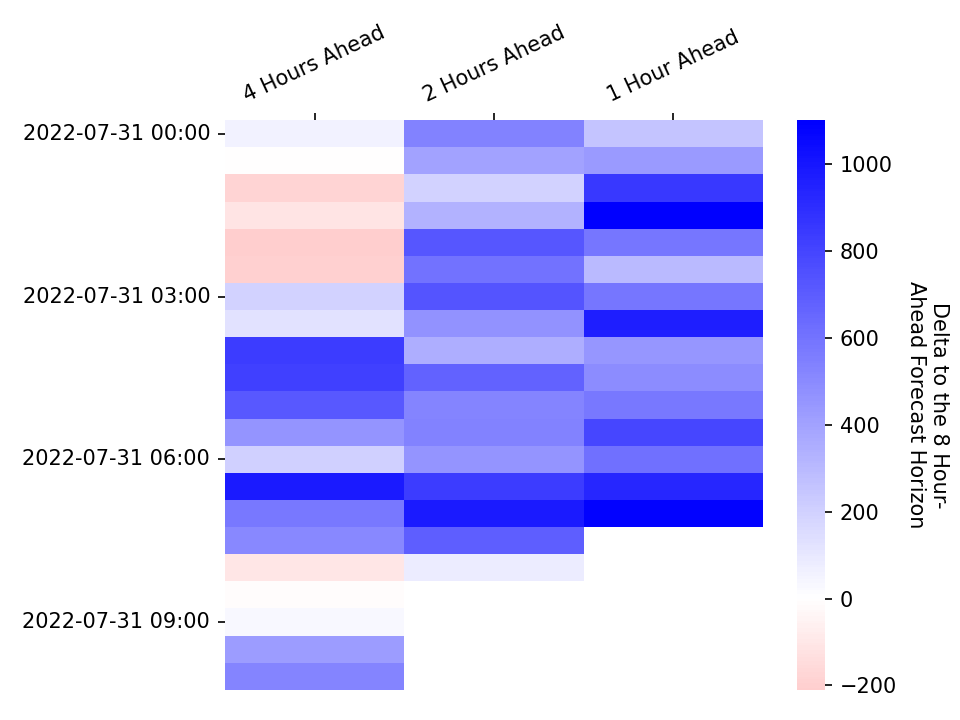 4 Hours Ahead
2 Hours Ahead
1 Hour Ahead
2022-07-31 00:00
2022-07-31 03:00
2022-07-31 06:00
2022-07-31 09:00
1000
800
600
400
200
0
−200
Delta to the 8 Hour-
Ahead Forecast Horizon